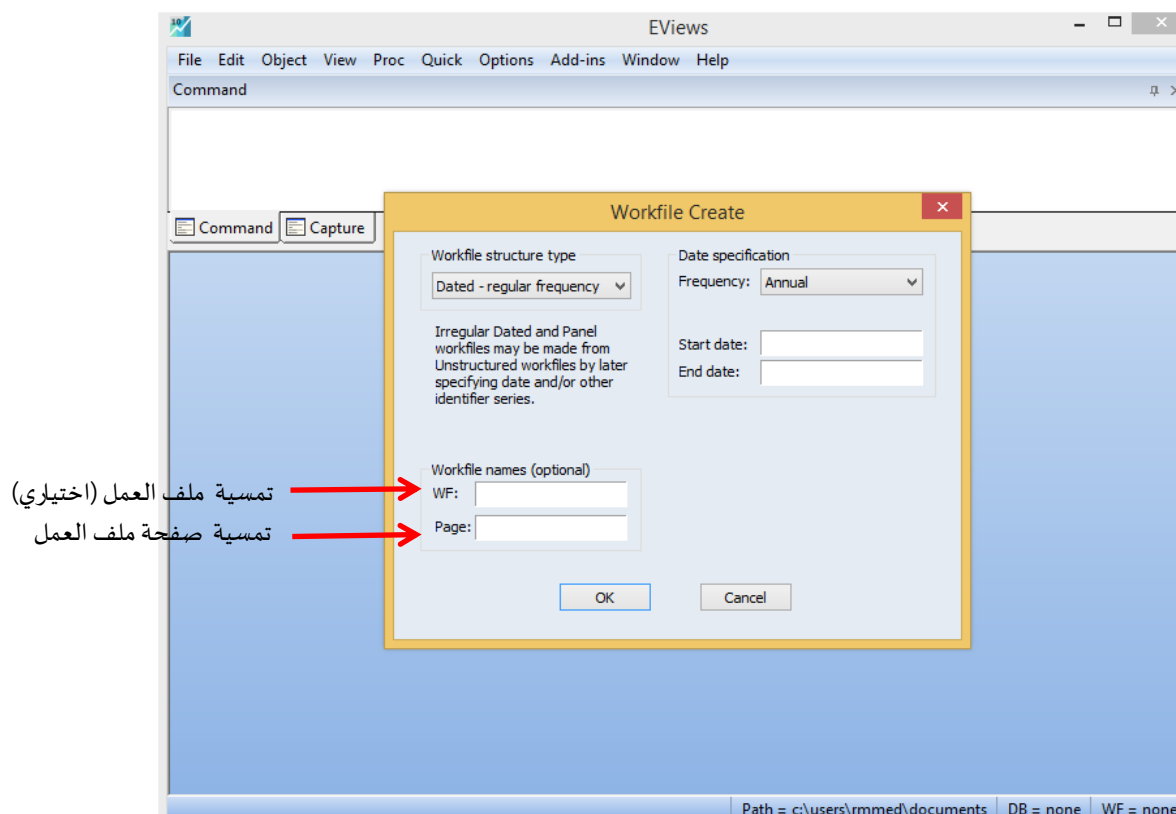 10
EViews
File Edit Object View Proc Quick Options Add-ins Window Help
Command
Command Capture
Workfile Create
Workfile structure type
Dated - regular frequency
Irregular Dated and Panel
workfiles may be made from
Unstructured workfiles by later
specifying date and/or other
identifier series.
Date specification
Frequency: Annual
Start date:
End date:
Workfile names (optional)
WF:
Page:
تمسية ملف العمل (اختياري)
تمسية صفحة ملف العمل
OK Cancel
Path = c:\users\rmmed\documents DB = none WF = none